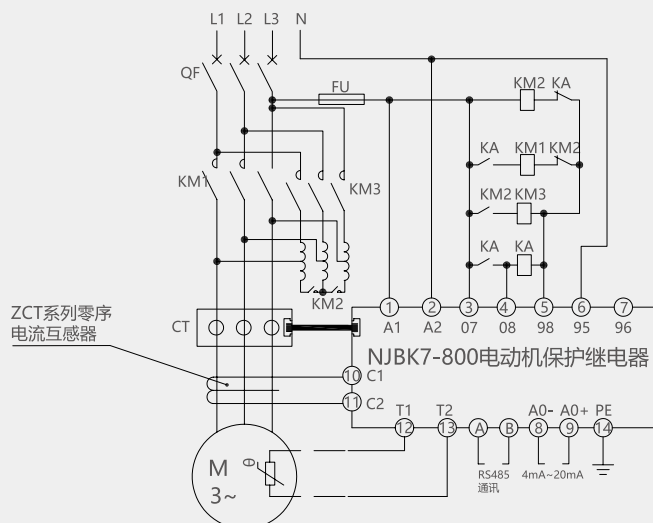 L1 L2 L3 N
QF
FU
KM2 KA
KA KM1 KM2
KM1
KM3
KM2 KM3
KA KA
KM2
ZCT系列零序
电流互感器
CT
1 2 3 4 5 6 7
A1 A2 07 08 98 95 96
NJBK7-800电动机保护继电器
10 C1
11 C2
T1 T2 A0- A0+ PE
12 13 A B 8 9 14
M
3~
θ
RS485
通讯
4mA~20mA